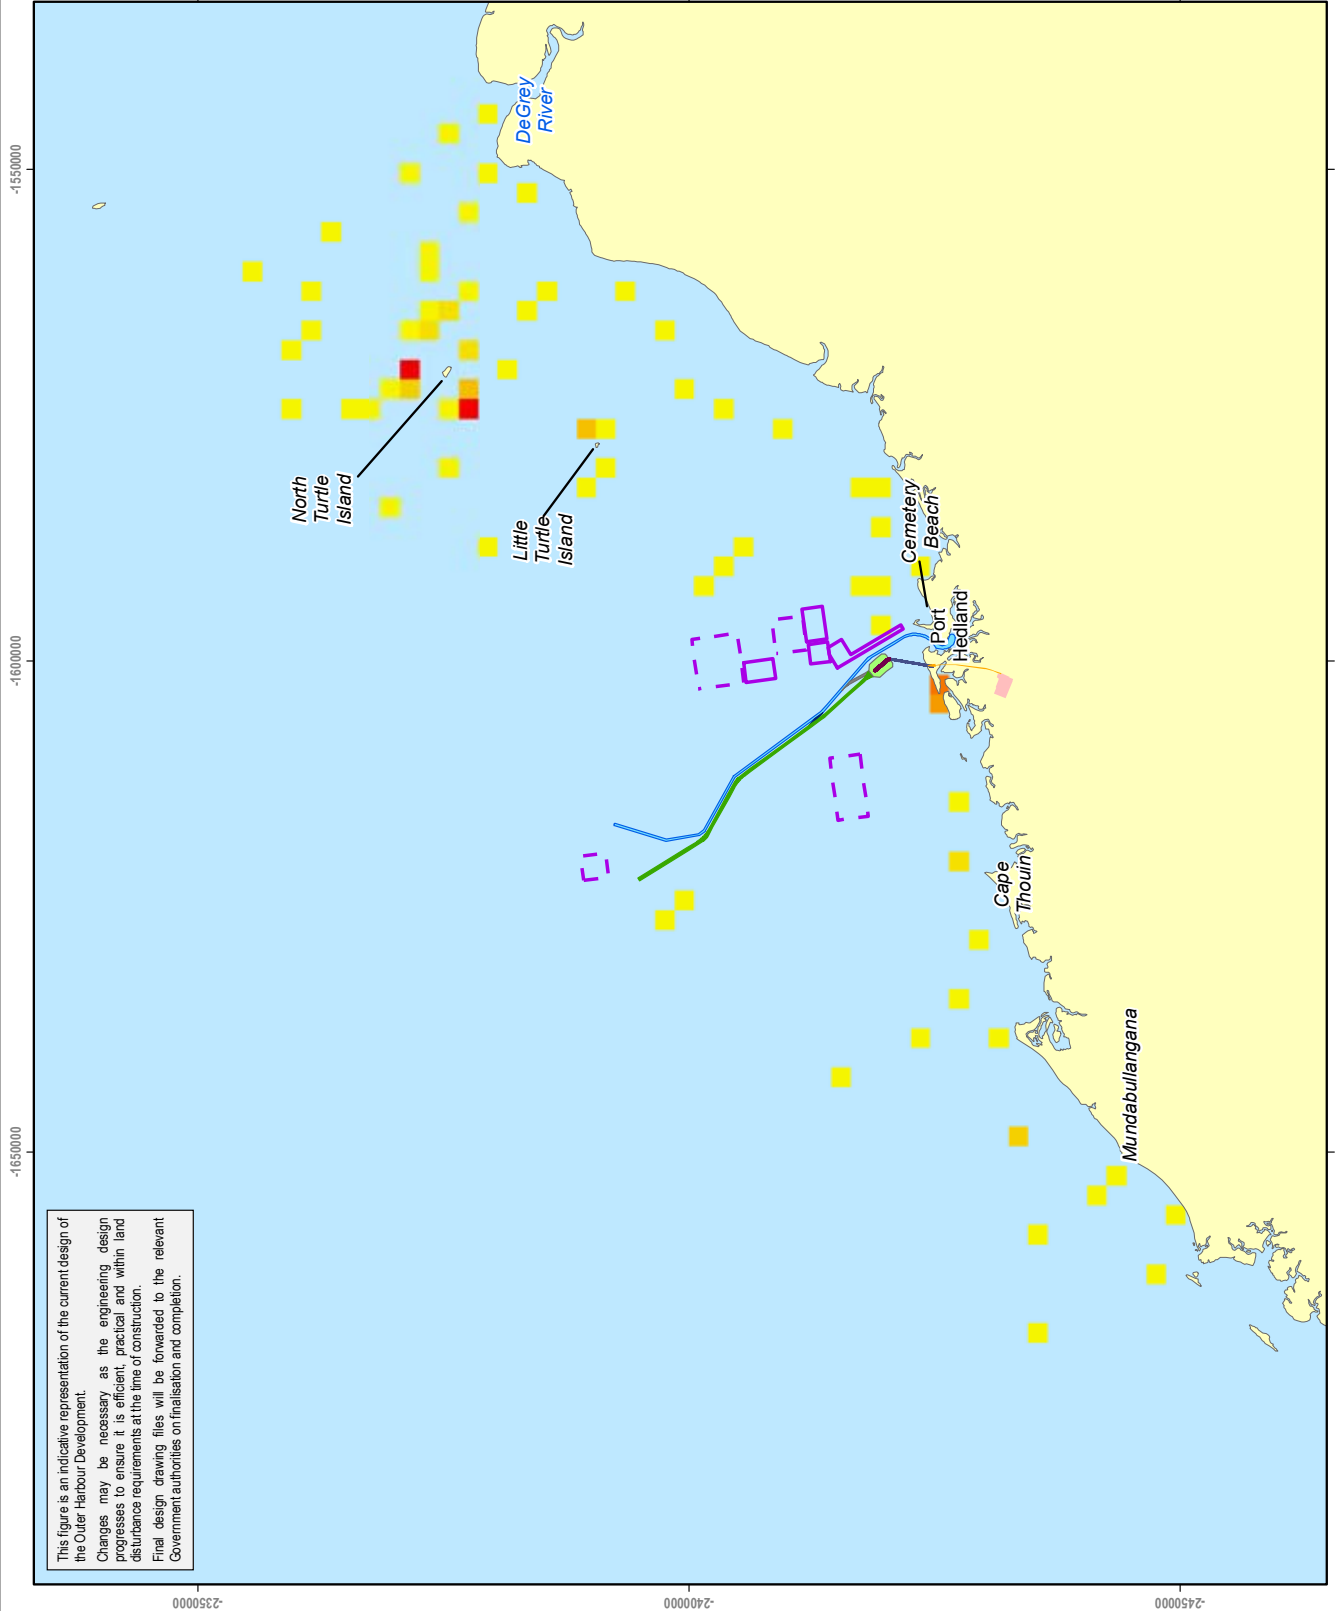 This figure is an indicative representation of the current design of
the Outer Harbour Development.
Changes may be necessary as the engineering design
progresses to ensure it is efficient, practical and within land
disturbance requirements at the time of construction.
Final design drawing files will be forwarded to the relevant
Government authorities on finalisation and completion.
-1650000
-1600000
-1550000
-2350000
-2400000
-2450000
North
Turtle
Island
Little
Turtle
Island
DeGrey
River
Cemetery
Beach
Port
Hedland
Cape
Thouin
Mundabullangana